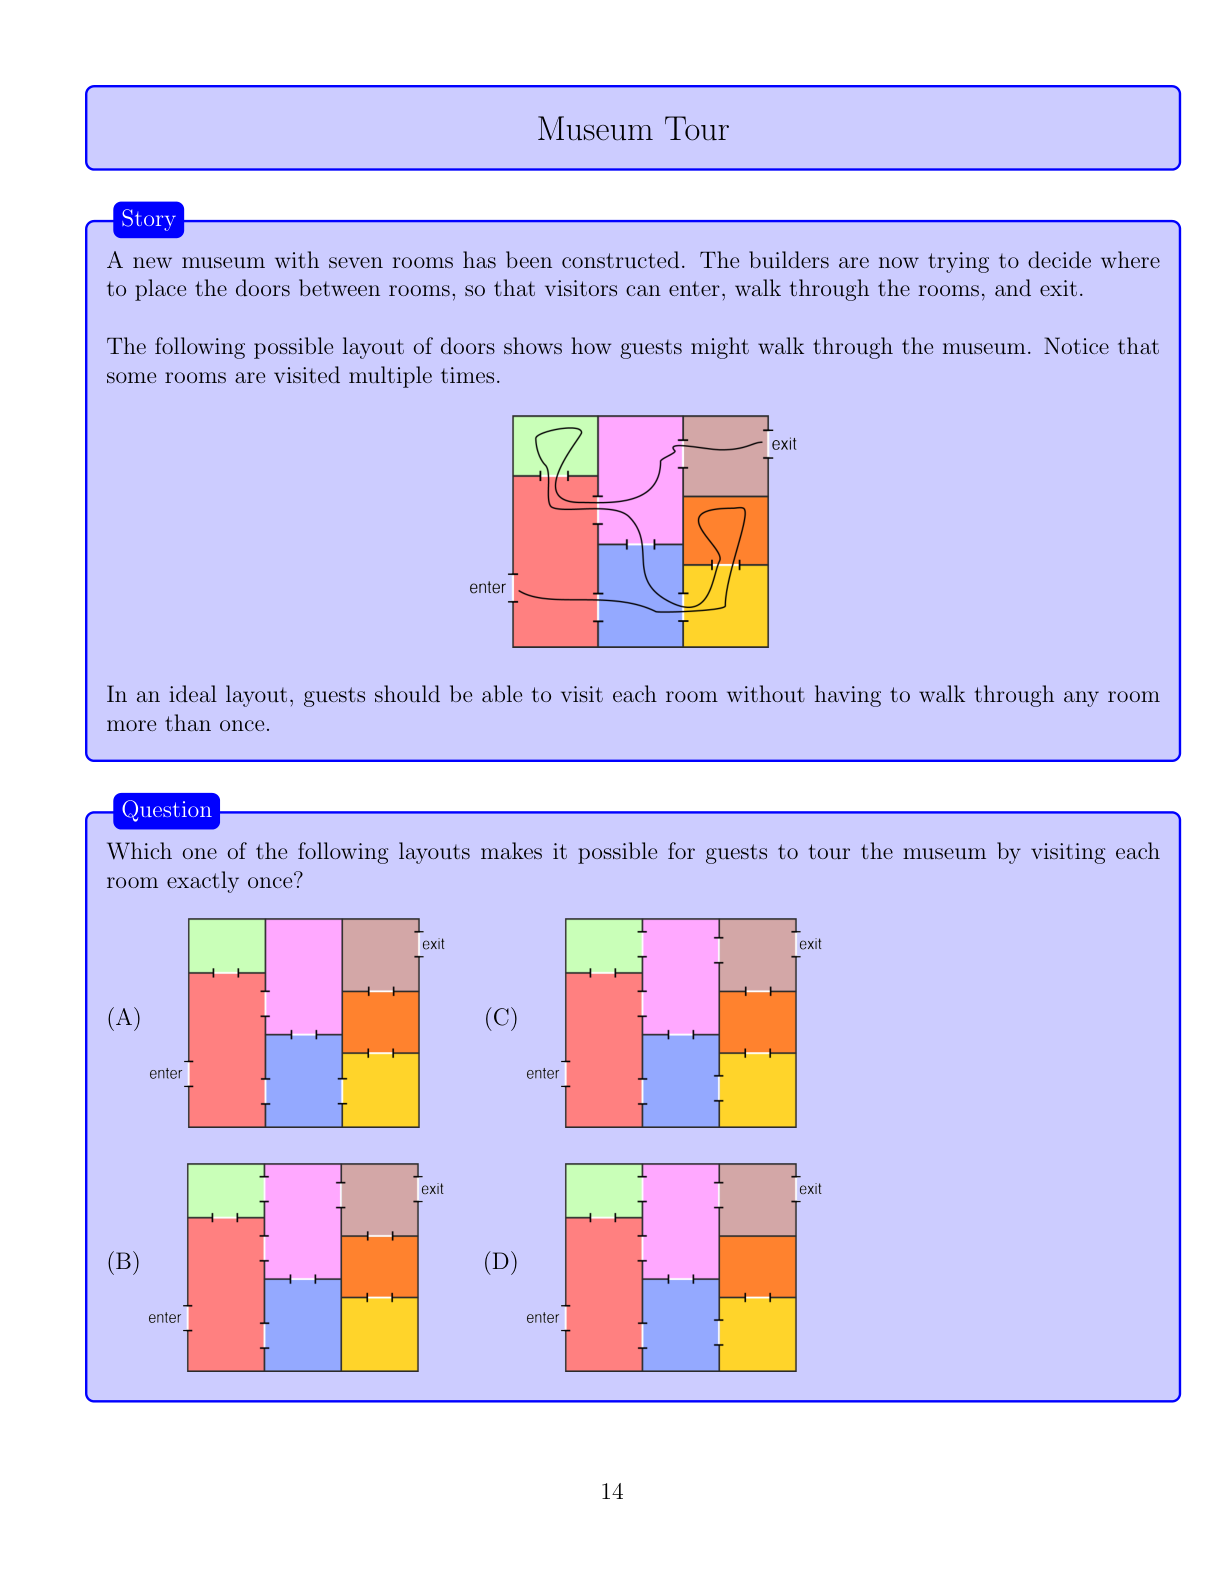 Museum Tour
Story
A new museum with seven rooms has been constructed. The builders are now trying to decide where
to place the doors between rooms, so that visitors can enter, walk through the rooms, and exit.
The following possible layout of doors shows how guests might walk through the museum. Notice that
some rooms are visited multiple times.
exit
enter
In an ideal layout, guests should be able to visit each room without having to walk through any room
more than once.
Question
Which one of the following layouts makes it possible for guests to tour the museum by visiting each
room exactly once?
(A)
exit
enter
(C)
exit
enter
(B)
exit
enter
(D)
exit
enter
14